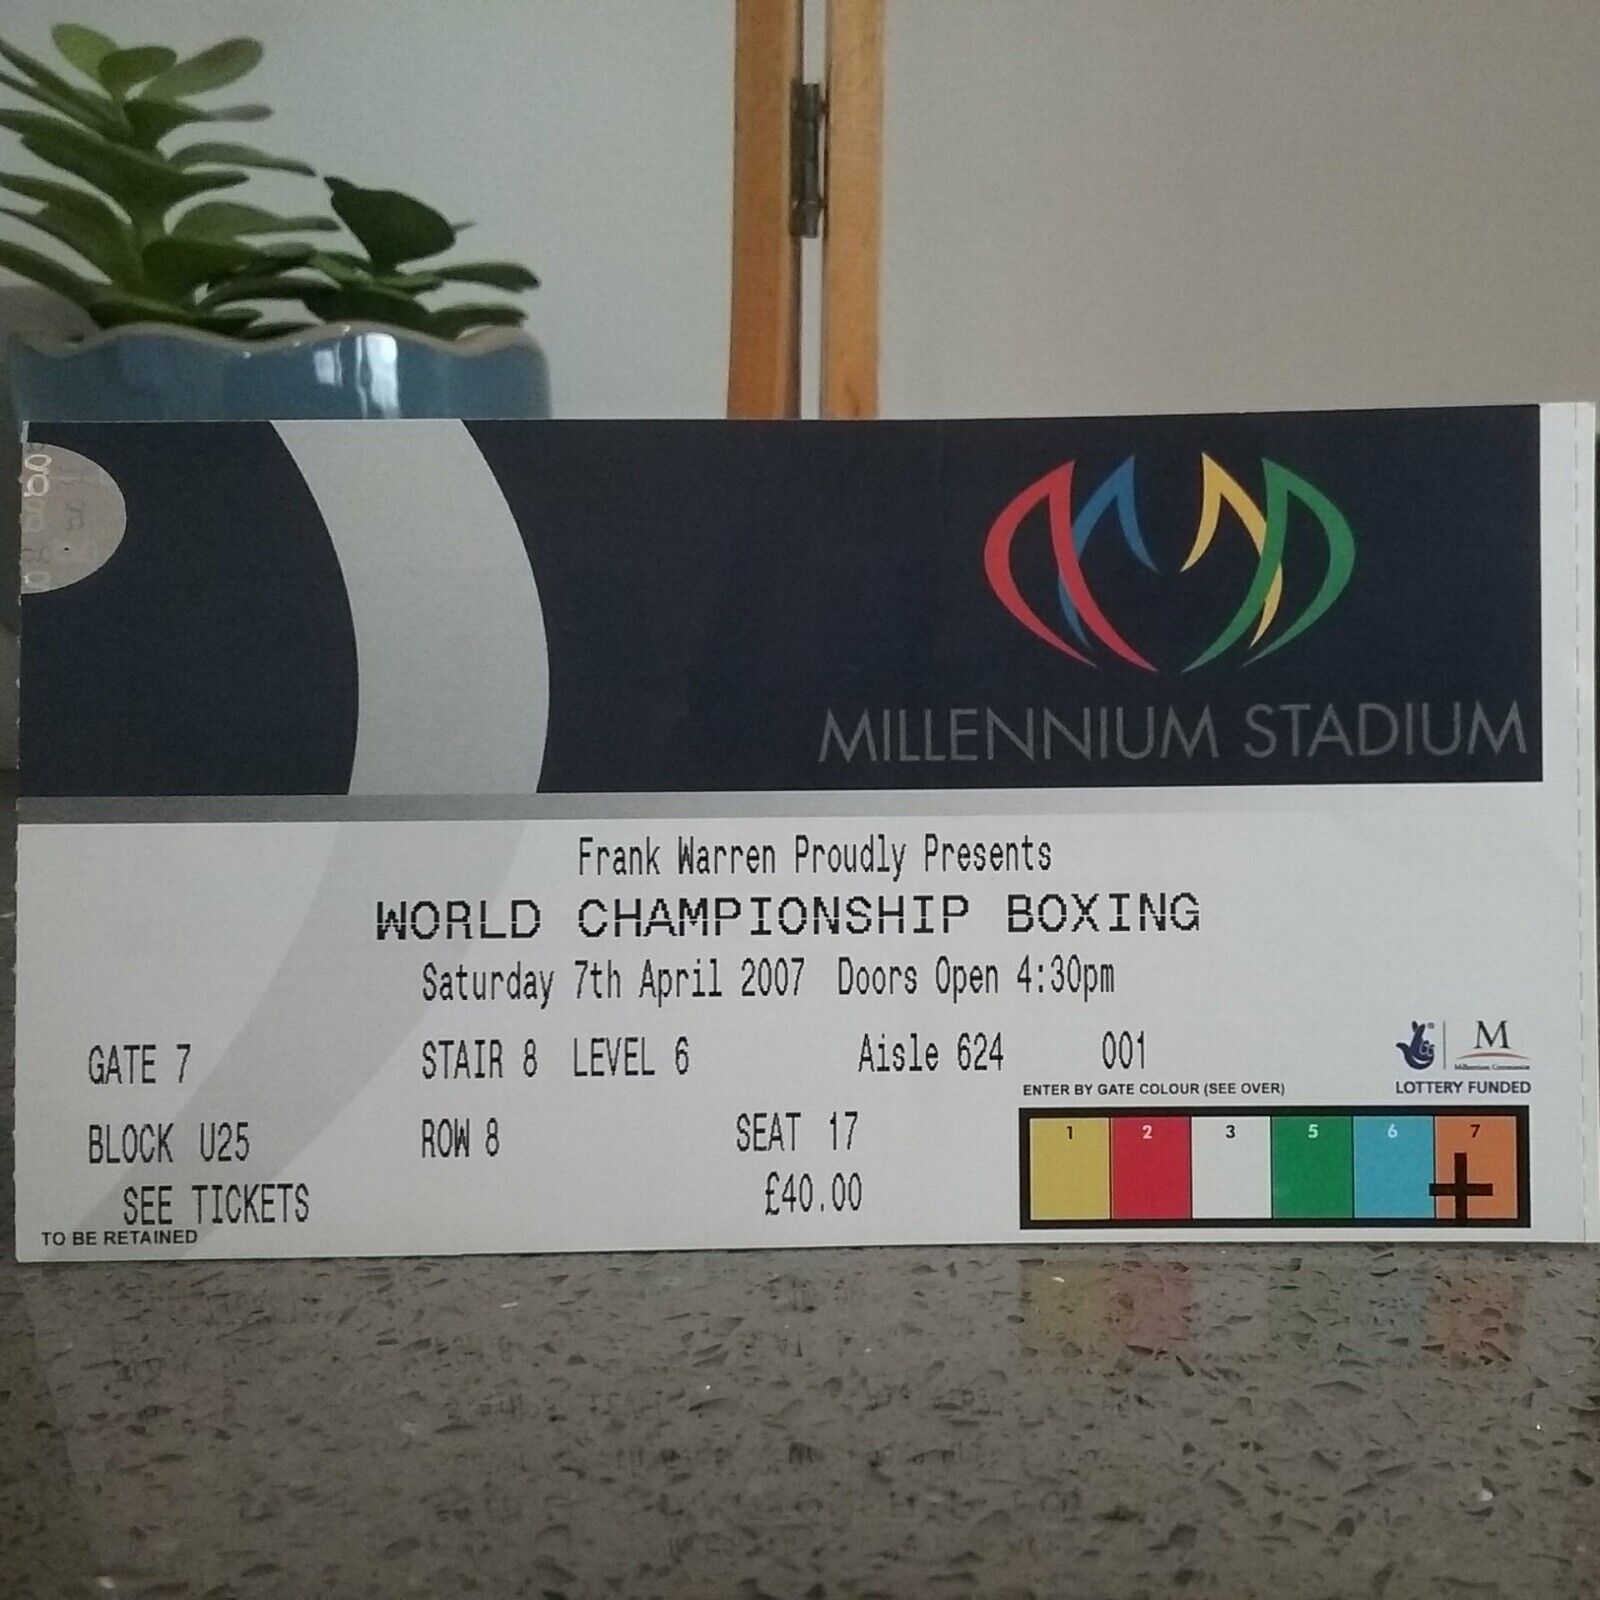 MILLENNIUM STADIUM
Frank Warren Proudly Presents
WORLD CHAMPIONSHIP BOXING
Saturday 7th April 2007 Doors Open 4:30pm
GATE 7 STAIR 8 LEVEL 6 Aisle 624 001
M
Millennium Commission
ENTER BY GATE COLOUR (SEE OVER) LOTTERY FUNDED
1 2 3 5 6 7
BLOCK U25 ROW 8 SEAT 17
SEE TICKETS £40.00
TO BE RETAINED